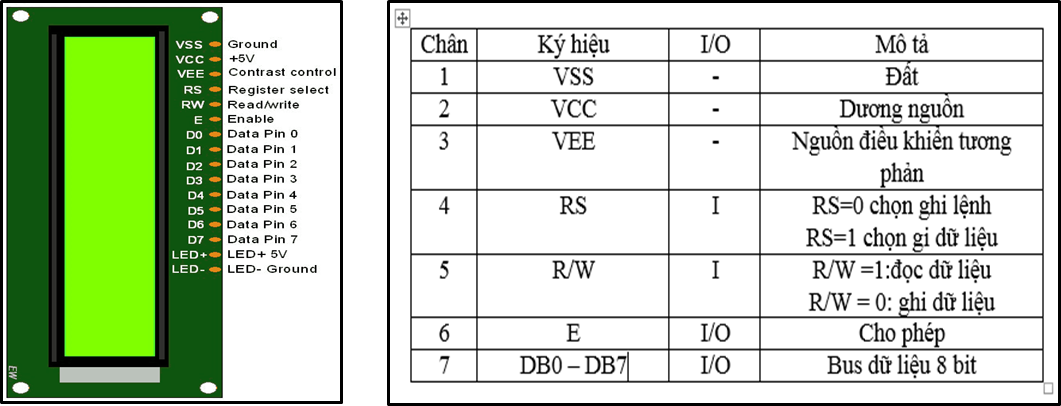 VSS Ground
VCC +5V
VEE Contrast control
RS Register select
RW Read/write
E Enable
D0 Data Pin 0
D1 Data Pin 1
D2 Data Pin 2
D3 Data Pin 3
D4 Data Pin 4
D5 Data Pin 5
D6 Data Pin 6
D7 Data Pin 7
LED+ LED+ 5V
LED- LED- Ground
EW
Chân Ký hiệu I/O Mô tả
1 VSS - Đất
2 VCC - Dương nguồn
3 VEE - Nguồn điều khiển tương
phản
4 RS I RS=0 chọn ghi lệnh
RS=1 chọn gi dữ liệu
5 R/W I R/W =1:đọc dữ liệu
R/W = 0: ghi dữ liệu
6 E I/O Cho phép
7 DB0 – DB7 I/O Bus dữ liệu 8 bit